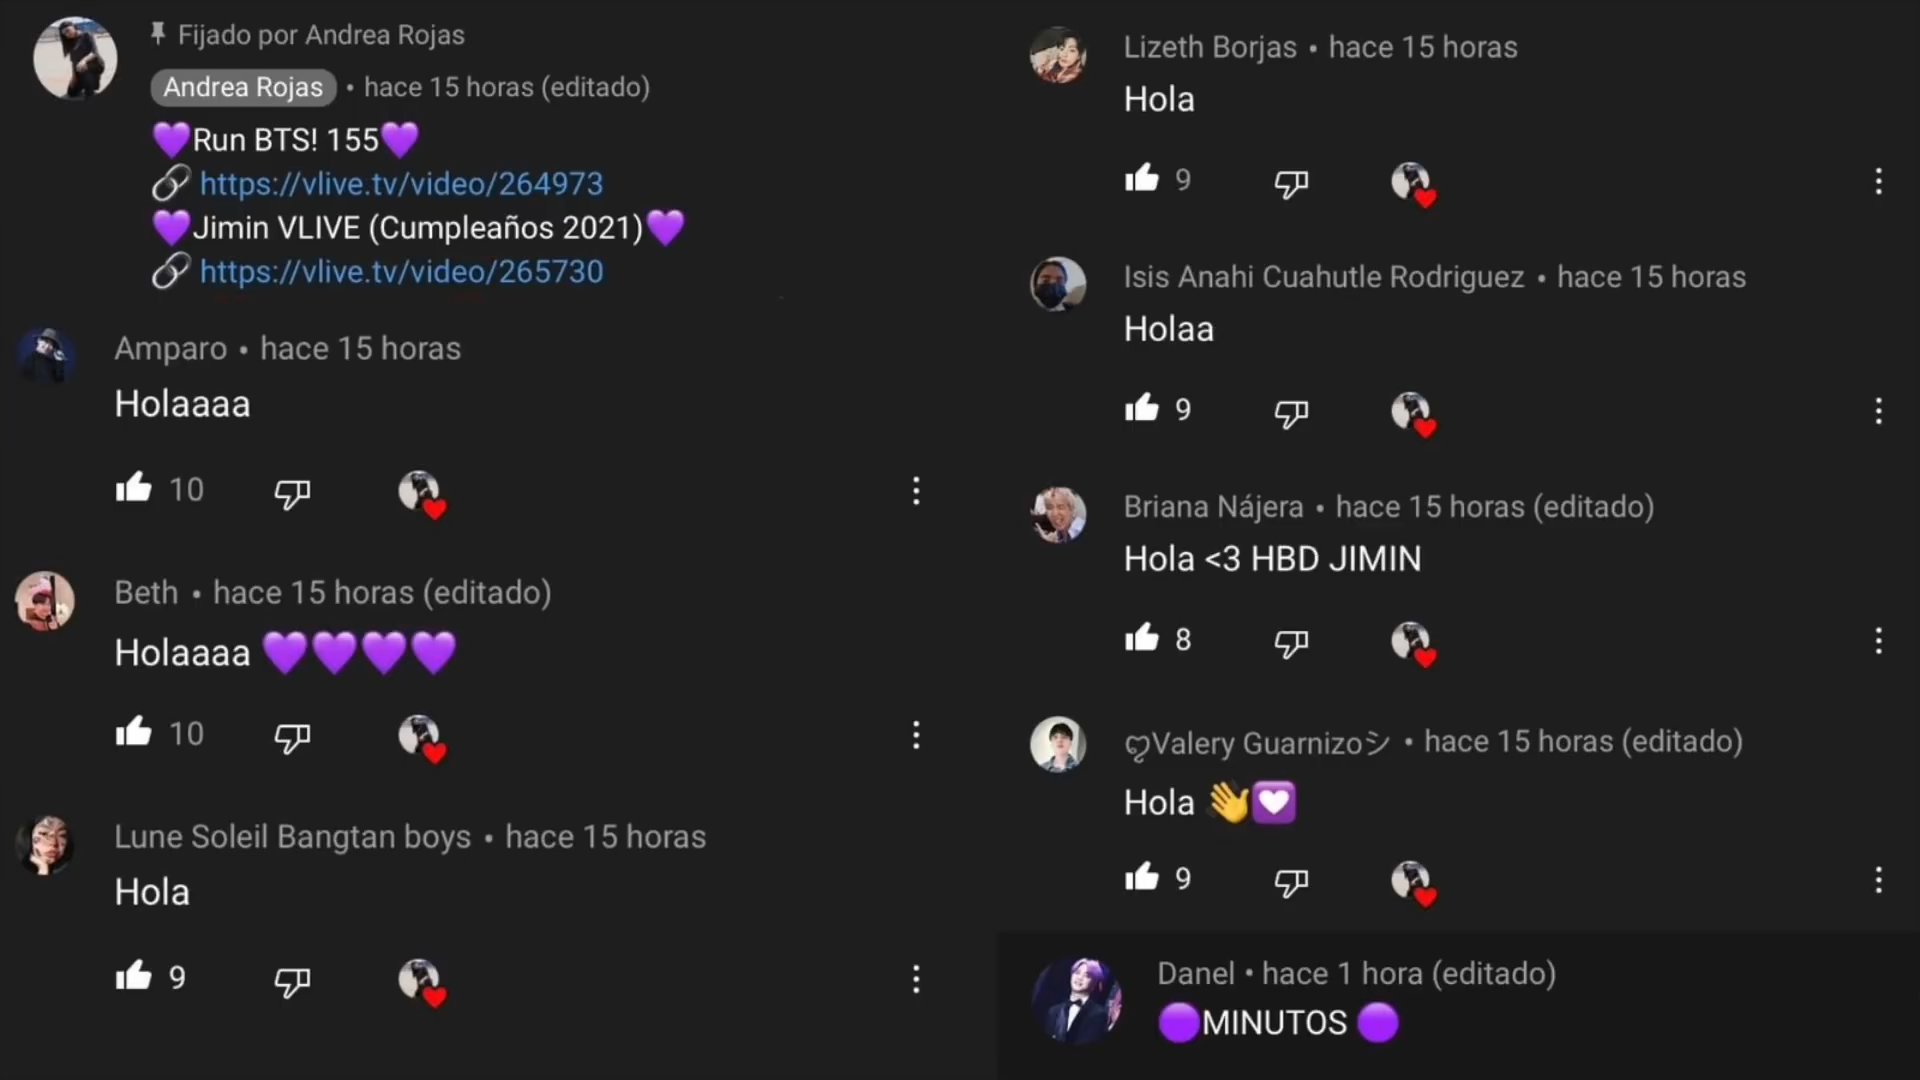 Fijado por Andrea Rojas
Andrea Rojas • hace 15 horas (editado)
💜Run BTS! 155💜
🔗 https://vlive.tv/video/264973
💜Jimin VLIVE (Cumpleaños 2021)💜
🔗 https://vlive.tv/video/265730
Amparo • hace 15 horas
Holaaaa
10
Beth • hace 15 horas (editado)
Holaaaa 💜💜💜💜
10
Lune Soleil Bangtan boys • hace 15 horas
Hola
9
Lizeth Borjas • hace 15 horas
Hola
9
Isis Anahi Cuahutle Rodriguez • hace 15 horas
Holaa
9
Briana Nájera • hace 15 horas (editado)
Hola <3 HBD JIMIN
8
ღValery Guarnizoシ • hace 15 horas (editado)
Hola 👋💟
9
Danel • hace 1 hora (editado)
🟣MINUTOS 🟣